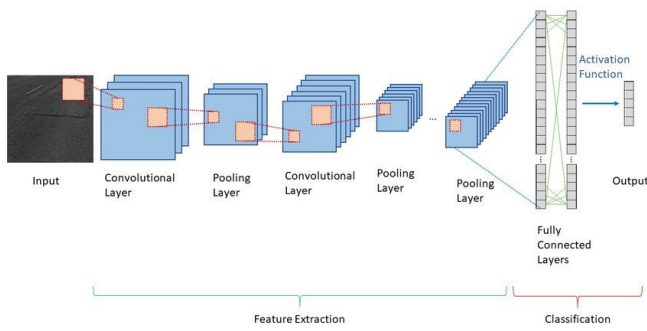 Activation
Function
...
Input
Convolutional
Layer
Pooling
Layer
Convolutional
Layer
Pooling
Layer
Pooling
Layer
Output
Fully
Connected
Layers
Feature Extraction
Classification